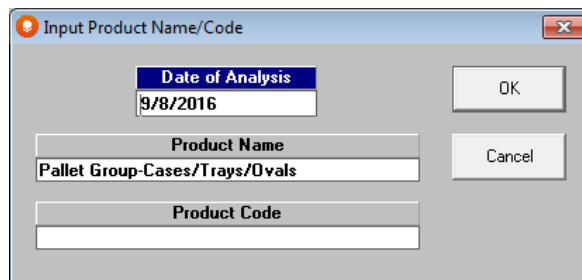 Input Product Name/Code
Date of Analysis
9/8/2016
OK
Product Name
Pallet Group-Cases/Trays/Ovals
Cancel
Product Code